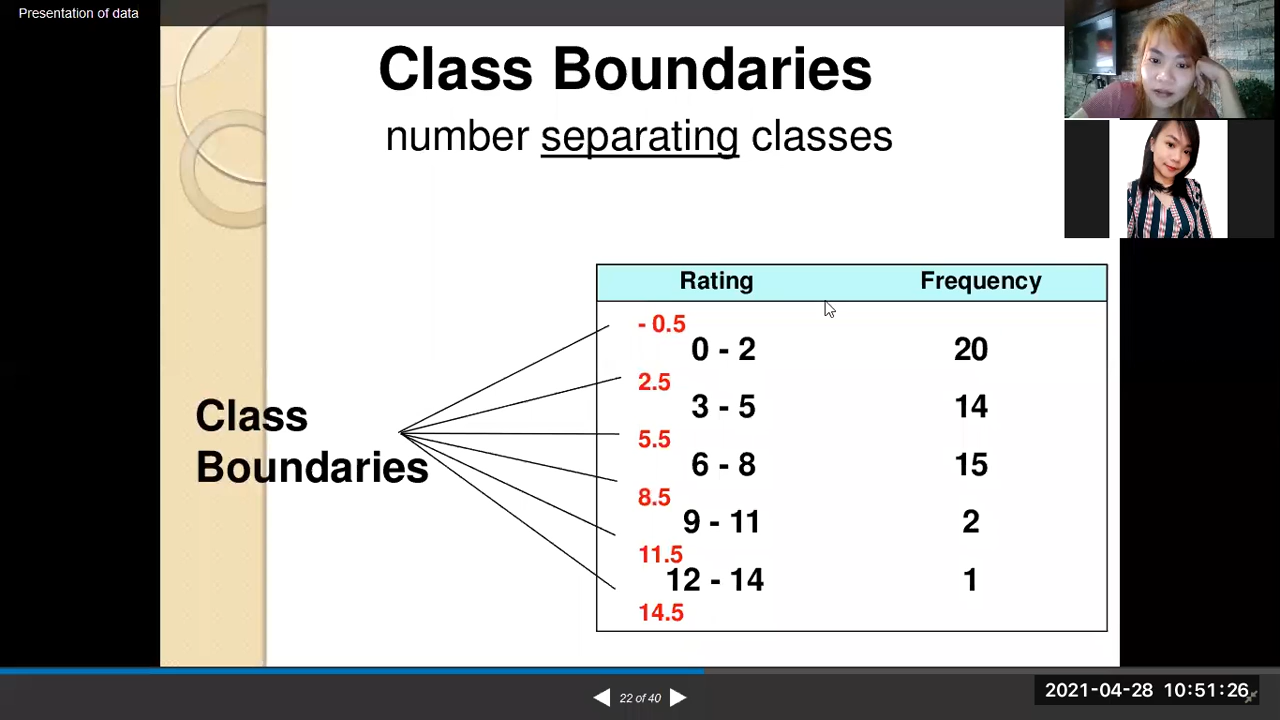 Presentation of data
Class Boundaries
number separating classes
Rating Frequency
- 0.5
0 - 2 20
2.5
3 - 5 14
5.5
6 - 8 15
8.5
9 - 11 2
11.5
12 - 14 1
14.5
Class
Boundaries
22 of 40
2021-04-28 10:51:26